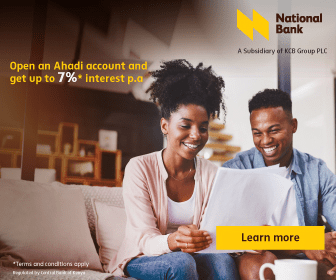 National
Bank
A Subsidiary of KCB Group PLC
Open an Ahadi account and
get up to 7%* interest p.a
Learn more
*Terms and conditions apply
Regulated by Central Bank of Kenya